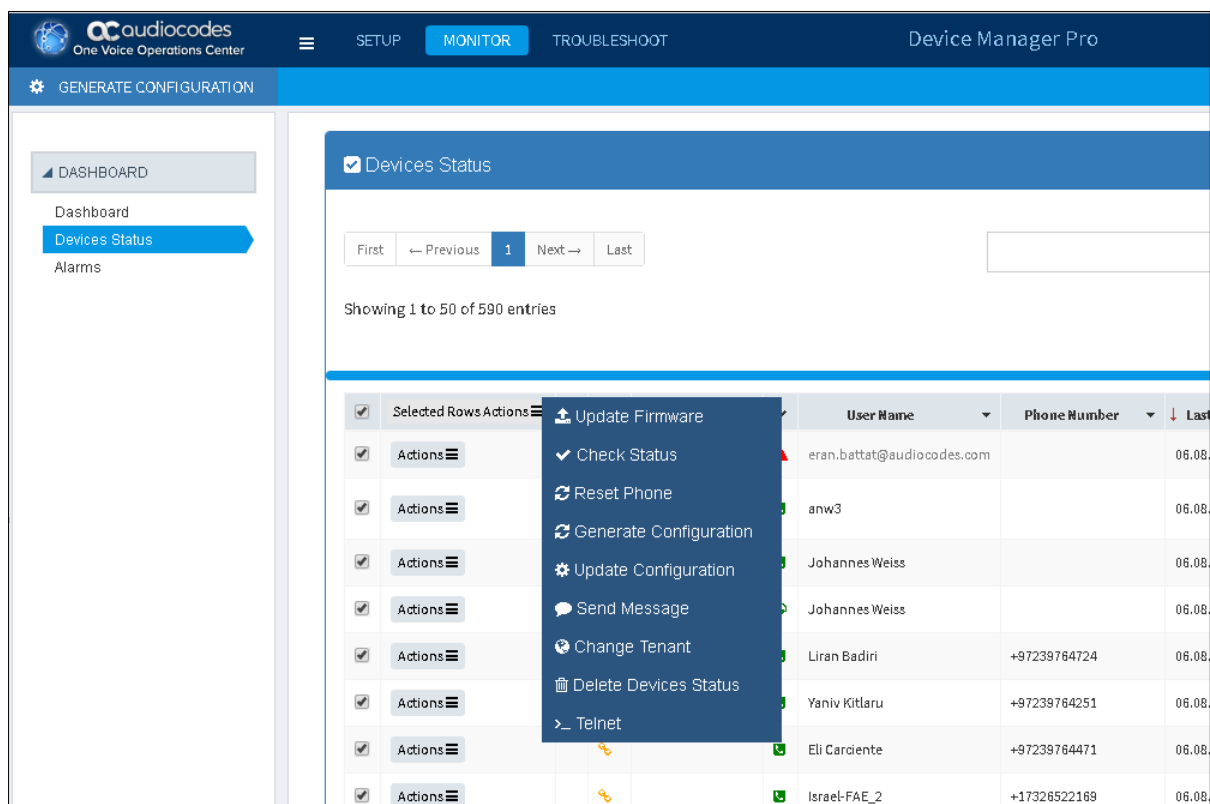 audiocodes
One Voice Operations Center
SETUP MONITOR TROUBLESHOOT Device Manager Pro
GENERATE CONFIGURATION
DASHBOARD
Dashboard
Devices Status
Alarms
Devices Status
First ← Previous 1 Next → Last
Showing 1 to 50 of 590 entries
Selected Rows Actions User Name Phone Number ↓ Last
Update Firmware
Check Status
Reset Phone
Generate Configuration
Update Configuration
Send Message
Change Tenant
Delete Devices Status
>_ Telnet
Actions eran.battat@audiocodes.com 06.08.
Actions anw3 06.08.
Actions Johannes Weiss 06.08.
Actions Johannes Weiss 06.08.
Actions Liran Badiri +97239764724 06.08.
Actions Yaniv Kitlaru +97239764251 06.08.
Actions Eli Carciente +97239764471 06.08.
Actions Israel-FAE_2 +17326522169 06.08.